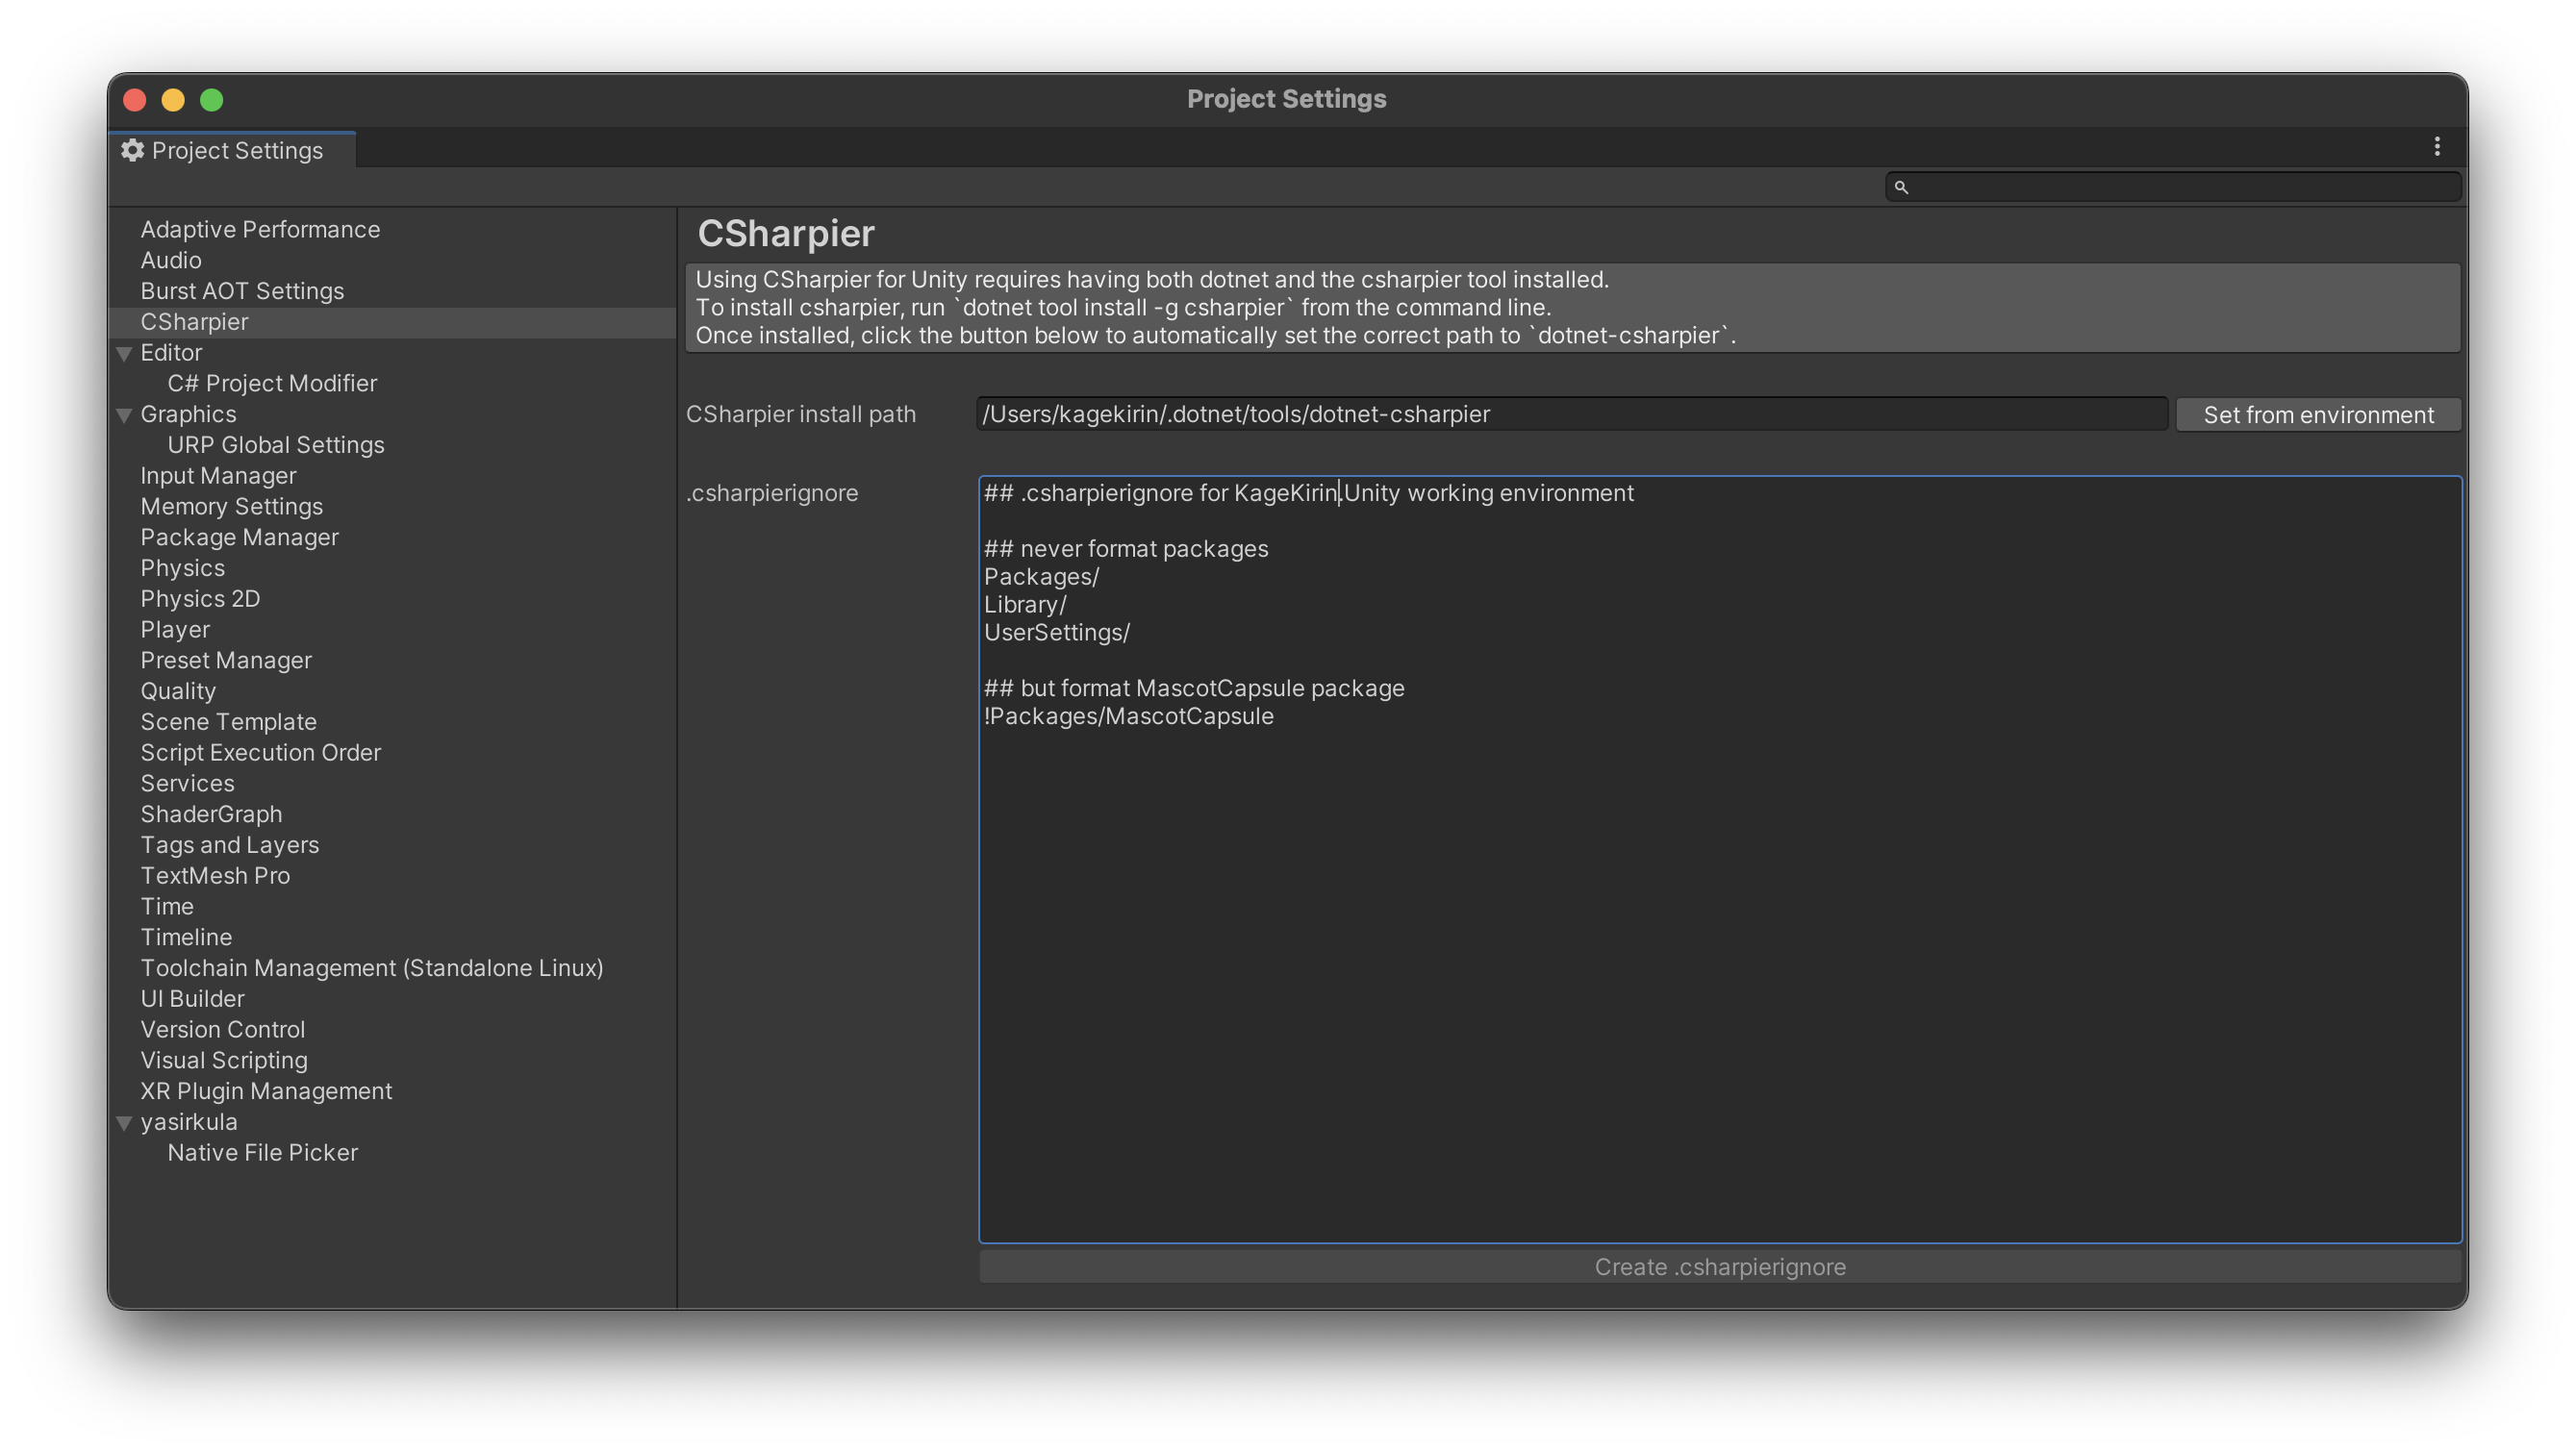 Project Settings
Project Settings
Adaptive Performance
Audio
Burst AOT Settings
CSharpier
Editor
C# Project Modifier
Graphics
URP Global Settings
Input Manager
Memory Settings
Package Manager
Physics
Physics 2D
Player
Preset Manager
Quality
Scene Template
Script Execution Order
Services
ShaderGraph
Tags and Layers
TextMesh Pro
Time
Timeline
Toolchain Management (Standalone Linux)
UI Builder
Version Control
Visual Scripting
XR Plugin Management
yasirkula
Native File Picker
CSharpier
Using CSharpier for Unity requires having both dotnet and the csharpier tool installed.
To install csharpier, run `dotnet tool install -g csharpier` from the command line.
Once installed, click the button below to automatically set the correct path to `dotnet-csharpier`.
CSharpier install path /Users/kagekirin/.dotnet/tools/dotnet-csharpier Set from environment
.csharpierignore ## .csharpierignore for KageKirin.Unity working environment
## never format packages
Packages/
Library/
UserSettings/
## but format MascotCapsule package
!Packages/MascotCapsule
Create .csharpierignore